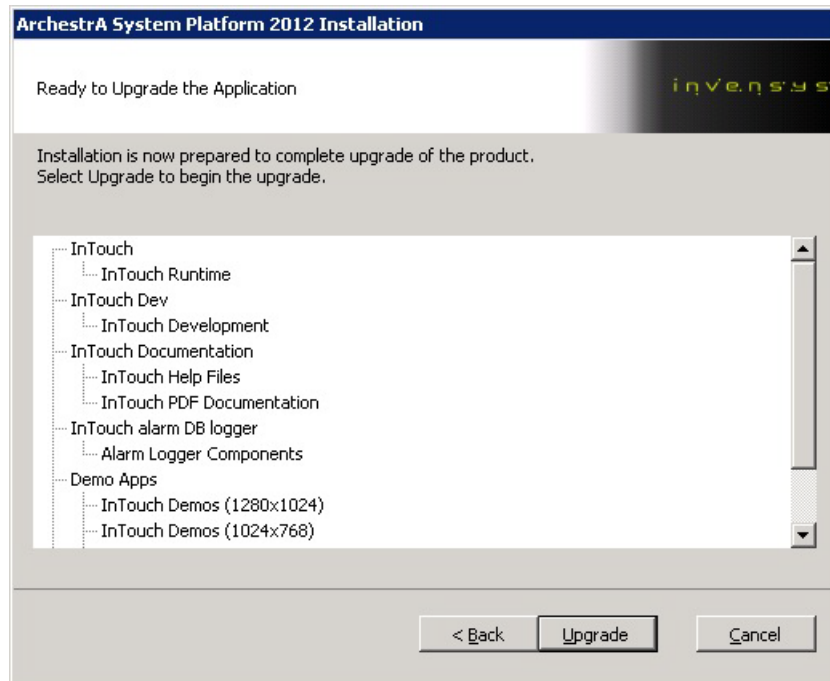 ArchestrA System Platform 2012 Installation
Ready to Upgrade the Application
invensys
Installation is now prepared to complete upgrade of the product.
Select Upgrade to begin the upgrade.
InTouch
InTouch Runtime
InTouch Dev
InTouch Development
InTouch Documentation
InTouch Help Files
InTouch PDF Documentation
InTouch alarm DB logger
Alarm Logger Components
Demo Apps
InTouch Demos (1280x1024)
InTouch Demos (1024x768)
< Back Upgrade Cancel